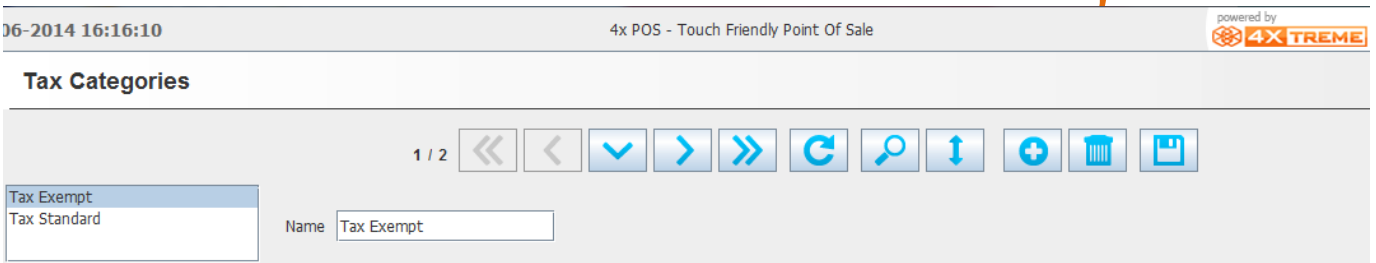 06-2014 16:16:10
4x POS - Touch Friendly Point Of Sale
powered by
4X TREME
Tax Categories
1 / 2
Tax Exempt
Tax Standard
Name Tax Exempt